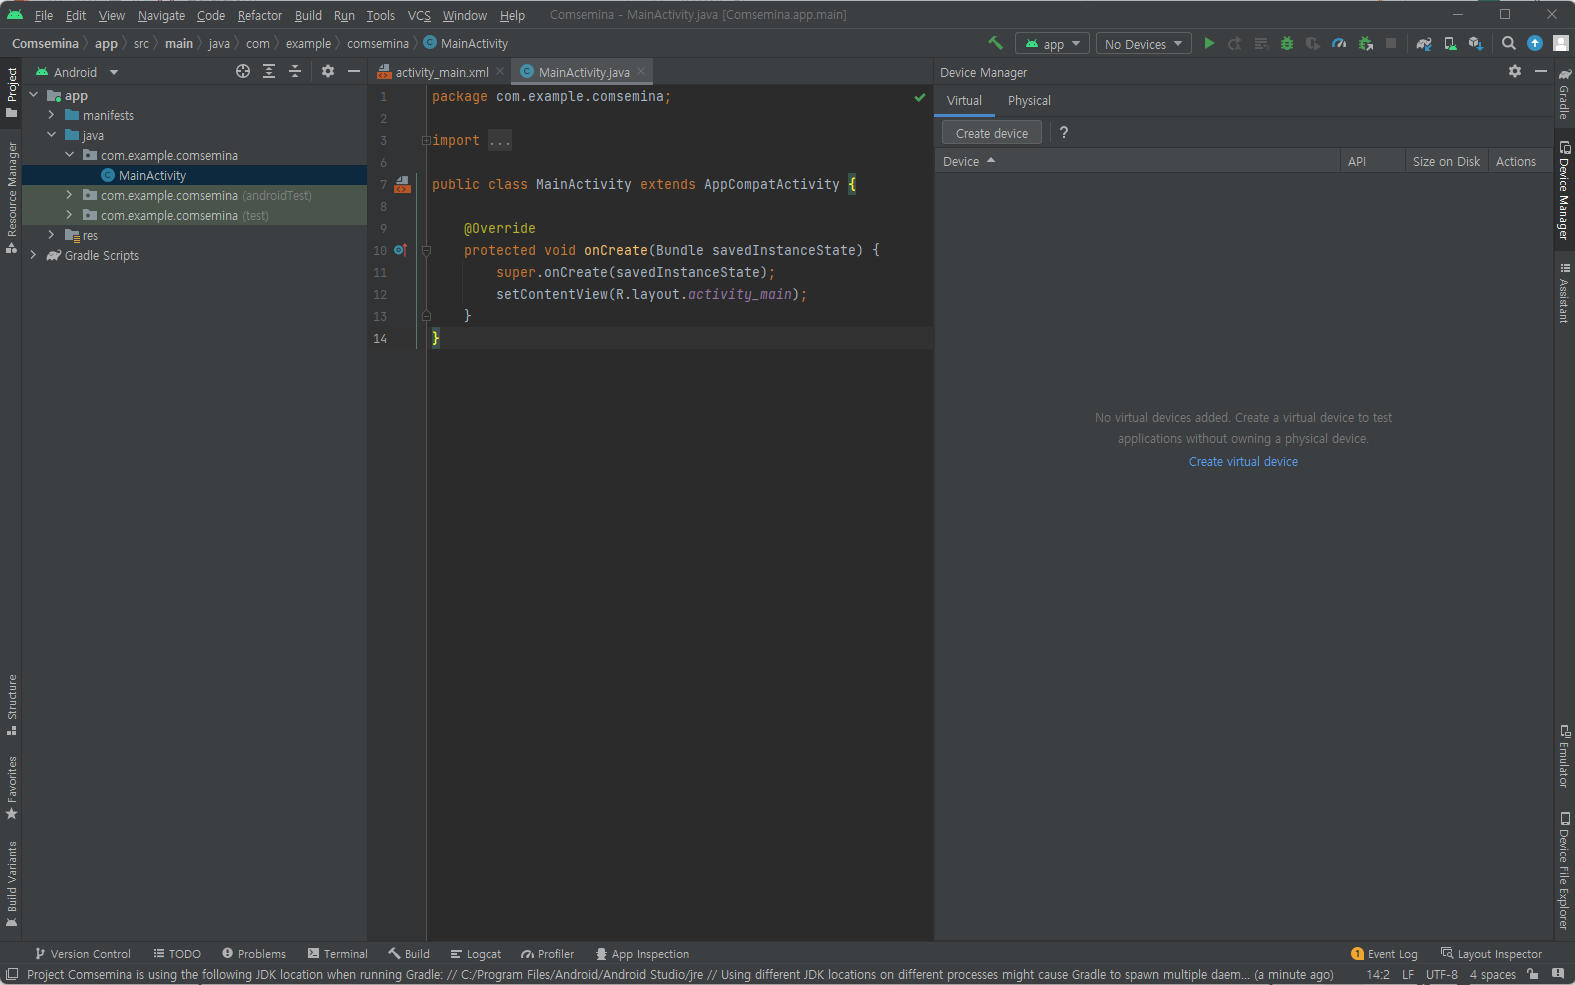 File Edit View Navigate Code Refactor Build Run Tools VCS Window Help Comsemina - MainActivity.java [Comsemina.app.main]
Comsemina app src main java com example comsemina MainActivity app No Devices
Project
Resource Manager
Structure
Favorites
Build Variants
Android
app
manifests
java
com.example.comsemina
MainActivity
com.example.comsemina (androidTest)
com.example.comsemina (test)
res
Gradle Scripts
activity_main.xml MainActivity.java
1 package com.example.comsemina;
2
3 import ...
6
7 public class MainActivity extends AppCompatActivity {
8
9 @Override
10 protected void onCreate(Bundle savedInstanceState) {
11 super.onCreate(savedInstanceState);
12 setContentView(R.layout.activity_main);
13 }
14 }
Device Manager
Virtual Physical
Create device ?
Device API Size on Disk Actions
No virtual devices added. Create a virtual device to test
applications without owning a physical device.
Create virtual device
Gradle
Device Manager
Assistant
Emulator
Device File Explorer
Version Control TODO Problems Terminal Build Logcat Profiler App Inspection 1 Event Log Layout Inspector
Project Comsemina is using the following JDK location when running Gradle: // C:/Program Files/Android/Android Studio/jre // Using different JDK locations on different processes might cause Gradle to spawn multiple daem... (a minute ago) 14:2 LF UTF-8 4 spaces